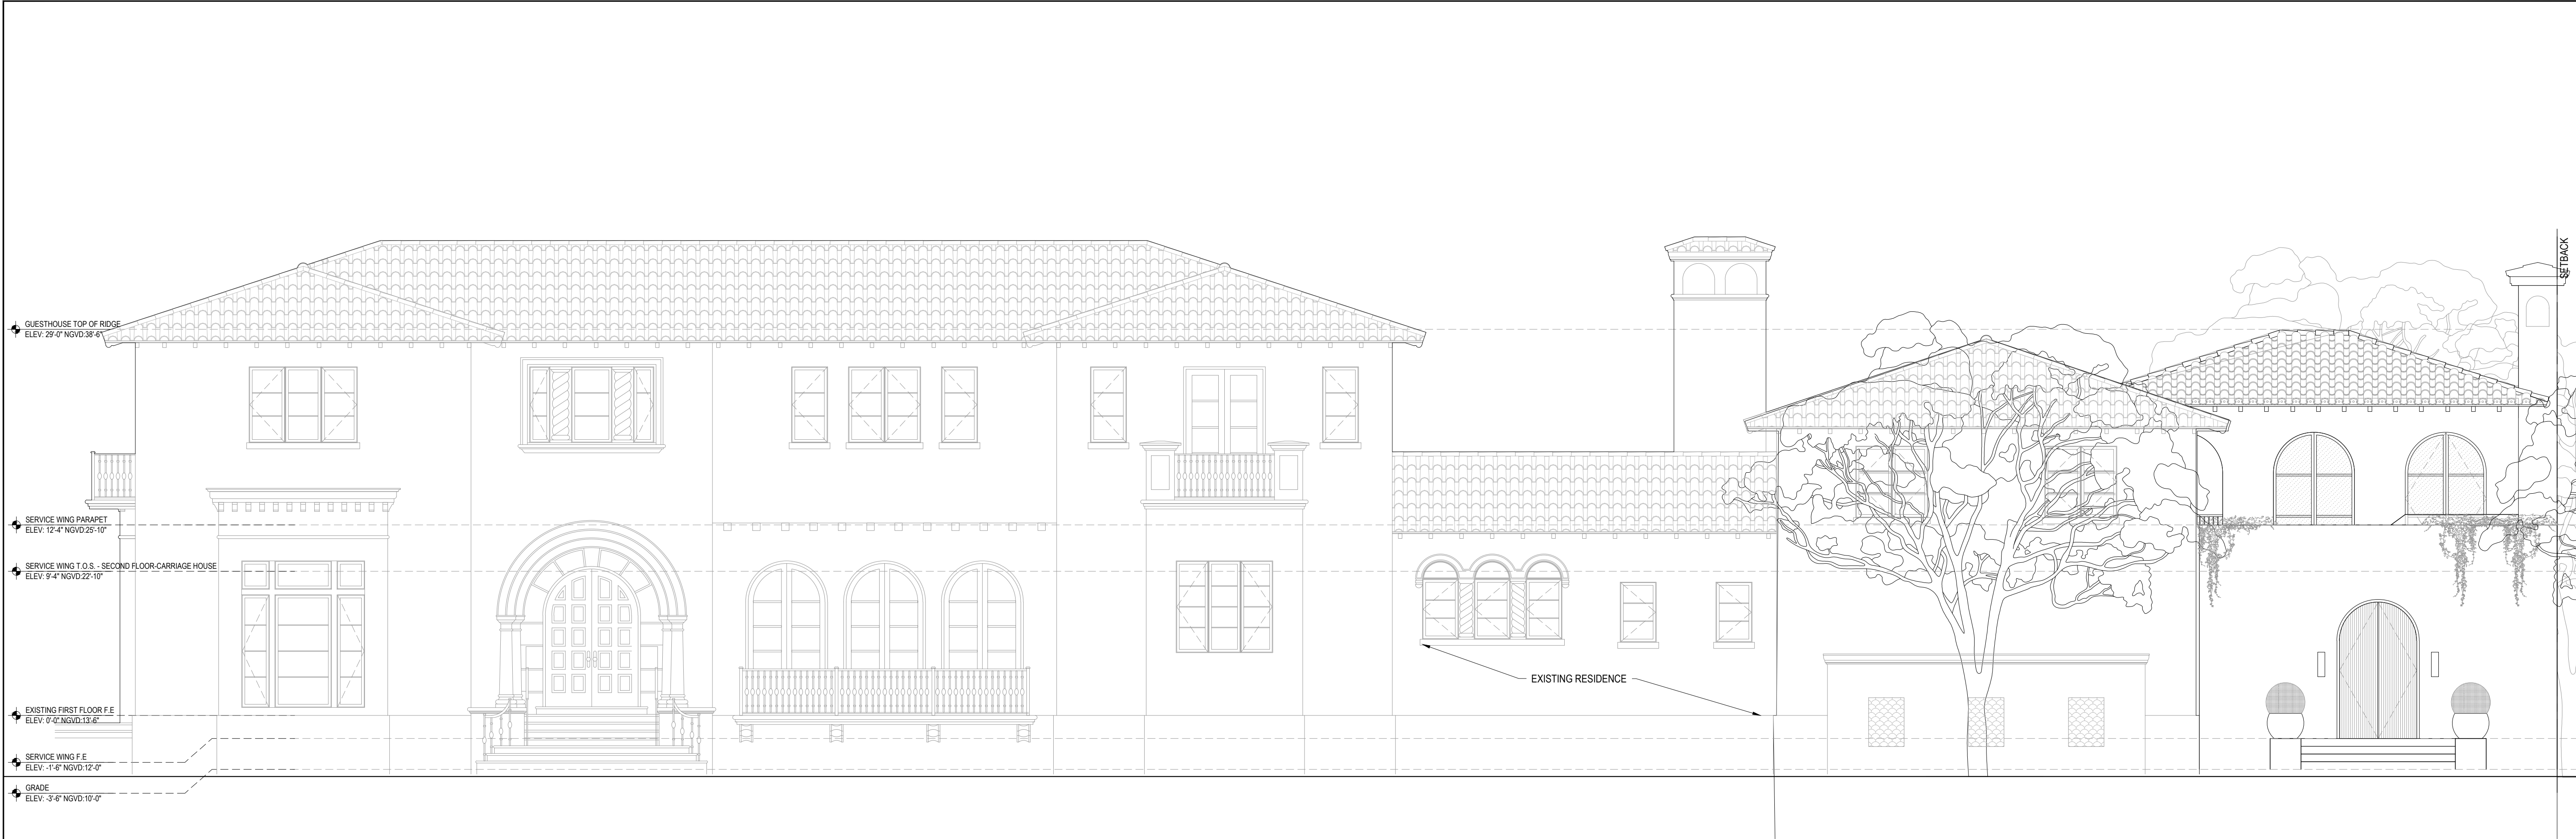 SETBACK
GUESTHOUSE TOP OF RIDGE
ELEV: 29'-0" NGVD:38'-6"
SERVICE WING PARAPET
ELEV: 12'-4" NGVD:25'-10"
SERVICE WING T.O.S. - SECOND FLOOR-CARRIAGE HOUSE
ELEV: 9'-4" NGVD:22'-10"
EXISTING RESIDENCE
EXISTING FIRST FLOOR F.E
ELEV: 0'-0" NGVD:13'-6"
SERVICE WING F.E
ELEV: -1'-6" NGVD:12'-0"
GRADE
ELEV: -3'-6" NGVD:10'-0"